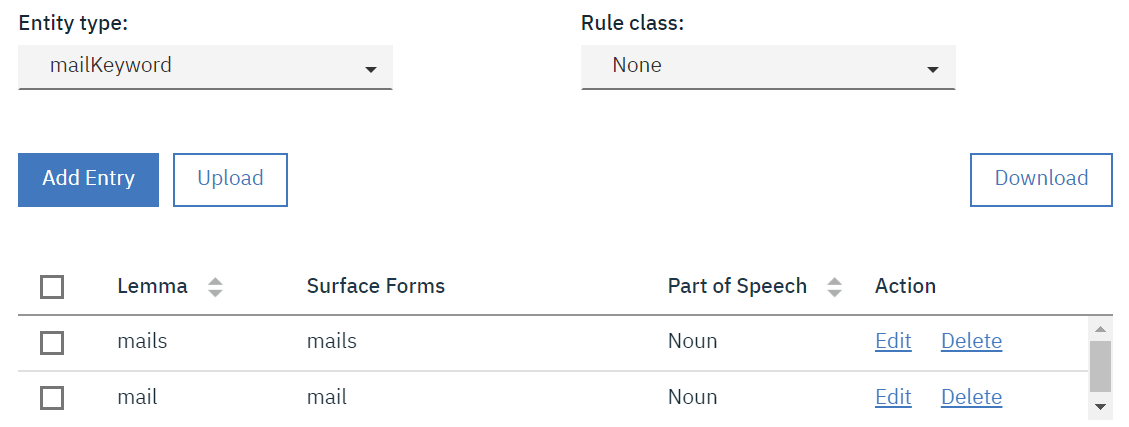 Entity type: Rule class:
mailKeyword None
Add Entry Upload Download
Lemma Surface Forms Part of Speech Action
mails mails Noun Edit Delete
mail mail Noun Edit Delete